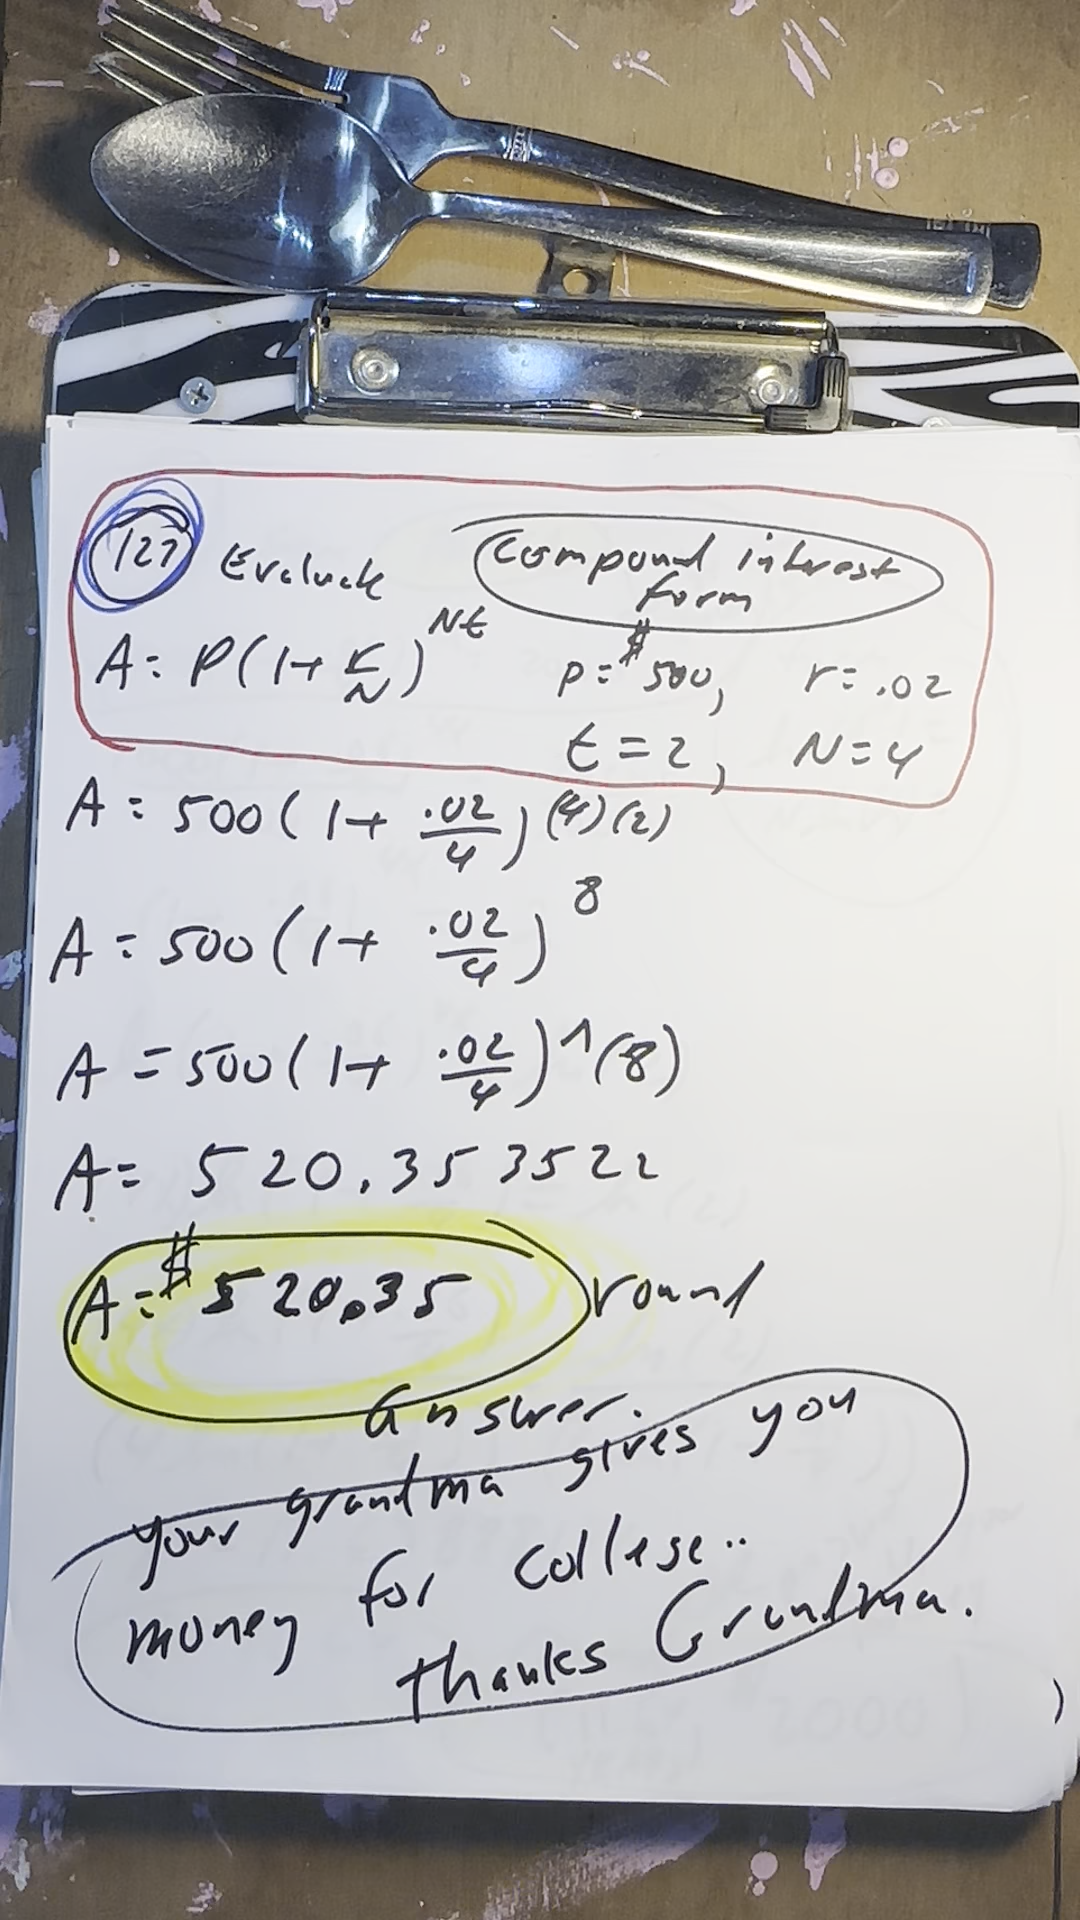 127 Evaluate compound interest form
A = P(1 + r/N)^Nt
P = $500, r = .02
t = 2, N = 4
A = 500(1 + .02/4)^(4)(2)
A = 500(1 + .02/4)^8
A = 500(1 + .02/4)^(8)
A = 520.353522
A = $520.35 round
answer.
your grandma gives you
money for college..
thanks Grandma.